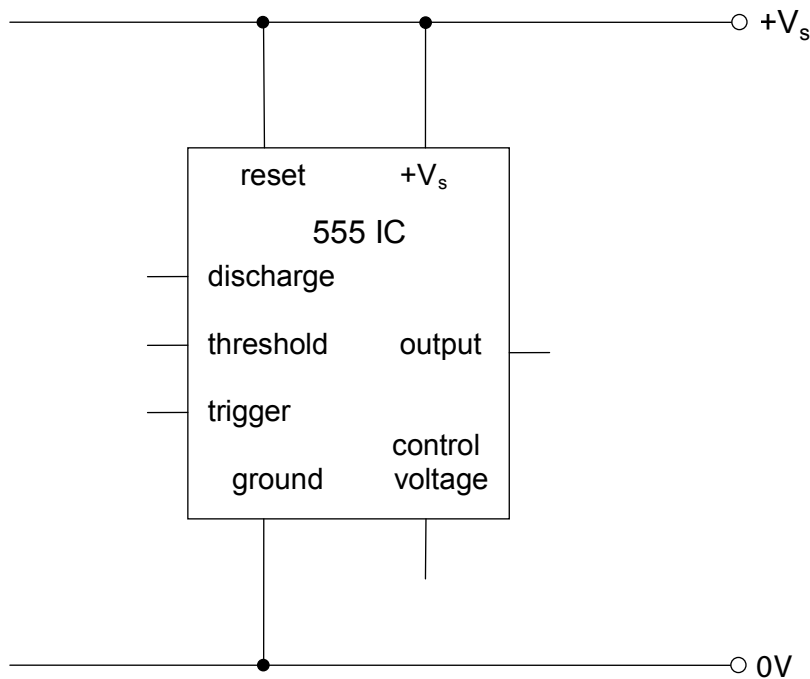 +Vs
reset
+Vs
555 IC
discharge
threshold
output
trigger
control
voltage
ground
0V